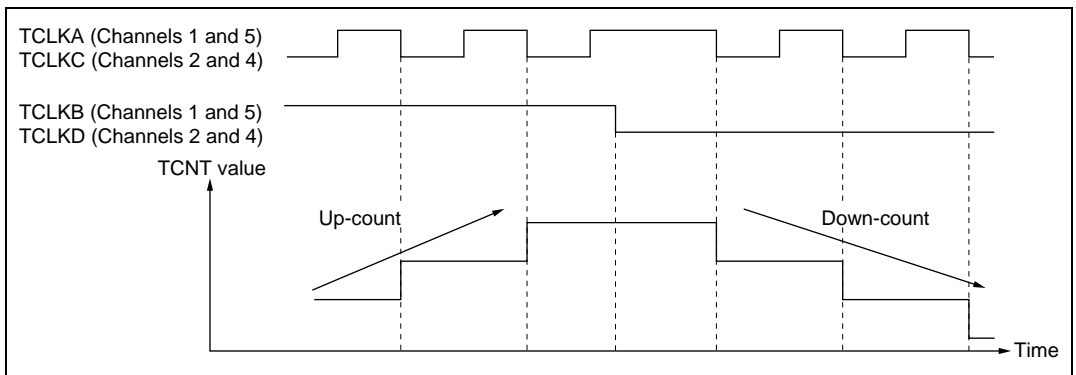 TCLKA (Channels 1 and 5)
TCLKC (Channels 2 and 4)
TCLKB (Channels 1 and 5)
TCLKD (Channels 2 and 4)
TCNT value
Up-count
Down-count
Time